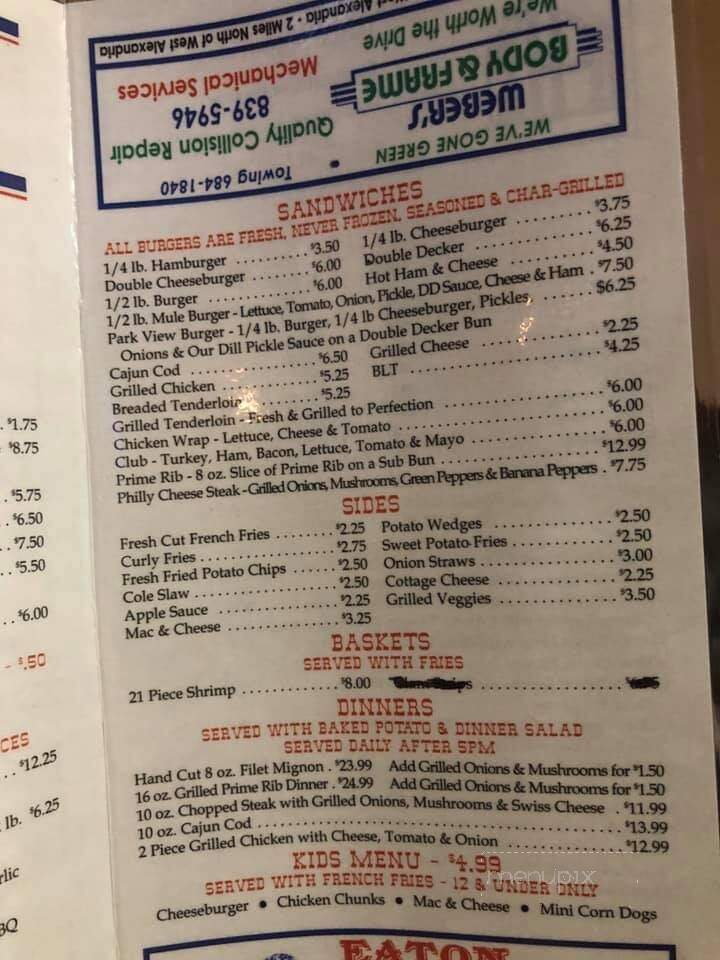 West Alexandria - 2 Miles North of West Alexandria
We're Worth the Drive
Mechanical Services
BODY & FRAME
839-5946
WEBER'S
Quality Collision Repair
WE'VE GONE GREEN
Towing 684-1840
SANDWICHES
ALL BURGERS ARE FRESH, NEVER FROZEN, SEASONED & CHAR-GRILLED
1/4 lb. Hamburger .......... $3.50 1/4 lb. Cheeseburger ......... $3.75
Double Cheeseburger ........ $6.00 Double Decker ............... $6.25
1/2 lb. Burger ............. $6.00 Hot Ham & Cheese ............ $4.50
1/2 lb. Mule Burger - Lettuce, Tomato, Onion, Pickle, DD Sauce, Cheese & Ham . $7.50
Park View Burger - 1/4 lb. Burger, 1/4 lb Cheeseburger, Pickles, ...... $6.25
Onions & Our Dill Pickle Sauce on a Double Decker Bun
Cajun Cod ................ $6.50 Grilled Cheese .............. $2.25
Grilled Chicken ............ $5.25 BLT ....................... $4.25
Breaded Tenderloin .......... $5.25
Grilled Tenderloin - Fresh & Grilled to Perfection ................ $6.00
Chicken Wrap - Lettuce, Cheese & Tomato ..................... $6.00
Club - Turkey, Ham, Bacon, Lettuce, Tomato & Mayo .............. $6.00
Prime Rib - 8 oz. Slice of Prime Rib on a Sub Bun ................ $12.99
Philly Cheese Steak - Grilled Onions, Mushrooms, Green Peppers & Banana Peppers . $7.75
SIDES
Fresh Cut French Fries ........ $2.25 Potato Wedges .............. $2.50
Curly Fries ................. $2.75 Sweet Potato Fries ........... $2.50
Fresh Fried Potato Chips ...... $2.50 Onion Straws ............... $3.00
Cole Slaw .................. $2.50 Cottage Cheese ............. $2.25
Apple Sauce ............... $2.25 Grilled Veggies .............. $3.50
Mac & Cheese .............. $3.25
BASKETS
SERVED WITH FRIES
21 Piece Shrimp ............ $8.00
DINNERS
SERVED WITH BAKED POTATO & DINNER SALAD
SERVED DAILY AFTER 5PM
Hand Cut 8 oz. Filet Mignon . $23.99 Add Grilled Onions & Mushrooms for $1.50
16 oz. Grilled Prime Rib Dinner . $24.99 Add Grilled Onions & Mushrooms for $1.50
10 oz. Chopped Steak with Grilled Onions, Mushrooms & Swiss Cheese . $11.99
10 oz. Cajun Cod .......................................... $13.99
2 Piece Grilled Chicken with Cheese, Tomato & Onion ............... $12.99
KIDS MENU - $4.99
SERVED WITH FRENCH FRIES - 12 & UNDER ONLY
Cheeseburger • Chicken Chunks • Mac & Cheese • Mini Corn Dogs
EATON
. $1.75
$8.75
. $5.75
. $6.50
. $7.50
. $5.50
. $6.00
- $.50
CES
. $12.25
lb. $6.25
rlic
BQ
menupix